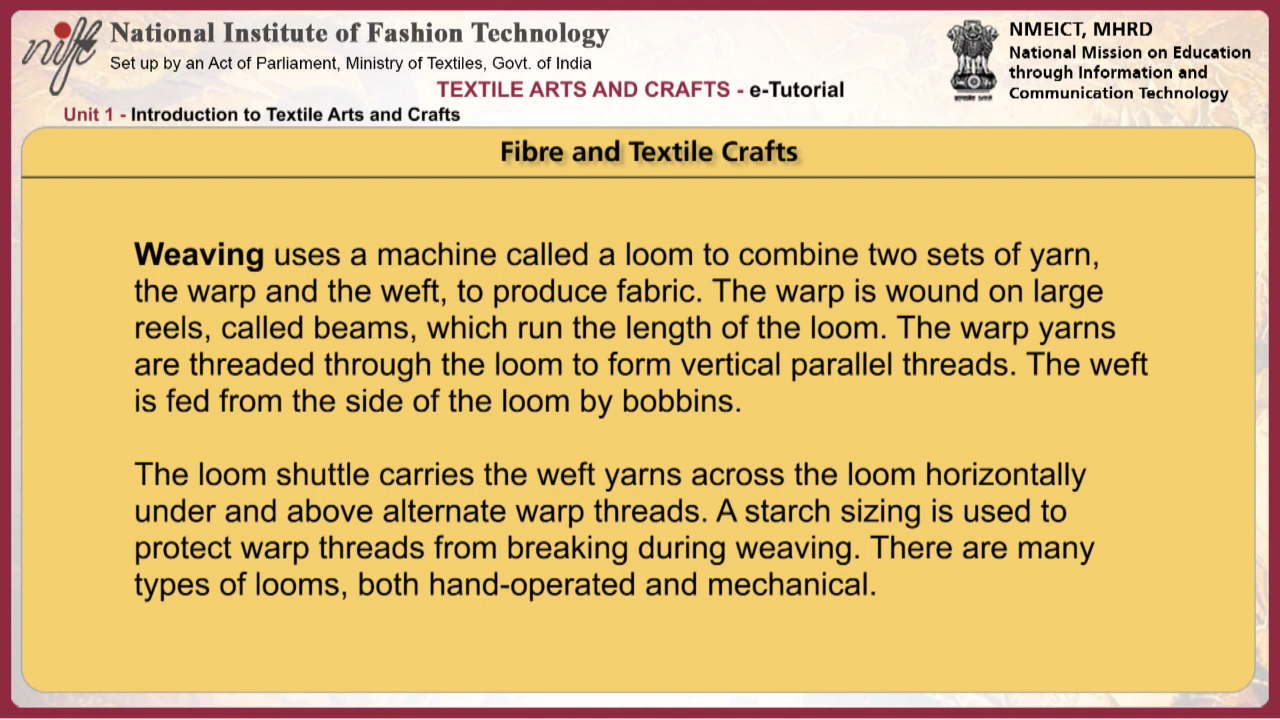 nift
National Institute of Fashion Technology
Set up by an Act of Parliament, Ministry of Textiles, Govt. of India
NMEICT, MHRD
National Mission on Education
through Information and
Communication Technology
TEXTILE ARTS AND CRAFTS - e-Tutorial
Unit 1 - Introduction to Textile Arts and Crafts
Fibre and Textile Crafts
Weaving uses a machine called a loom to combine two sets of yarn,
the warp and the weft, to produce fabric. The warp is wound on large
reels, called beams, which run the length of the loom. The warp yarns
are threaded through the loom to form vertical parallel threads. The weft
is fed from the side of the loom by bobbins.
The loom shuttle carries the weft yarns across the loom horizontally
under and above alternate warp threads. A starch sizing is used to
protect warp threads from breaking during weaving. There are many
types of looms, both hand-operated and mechanical.